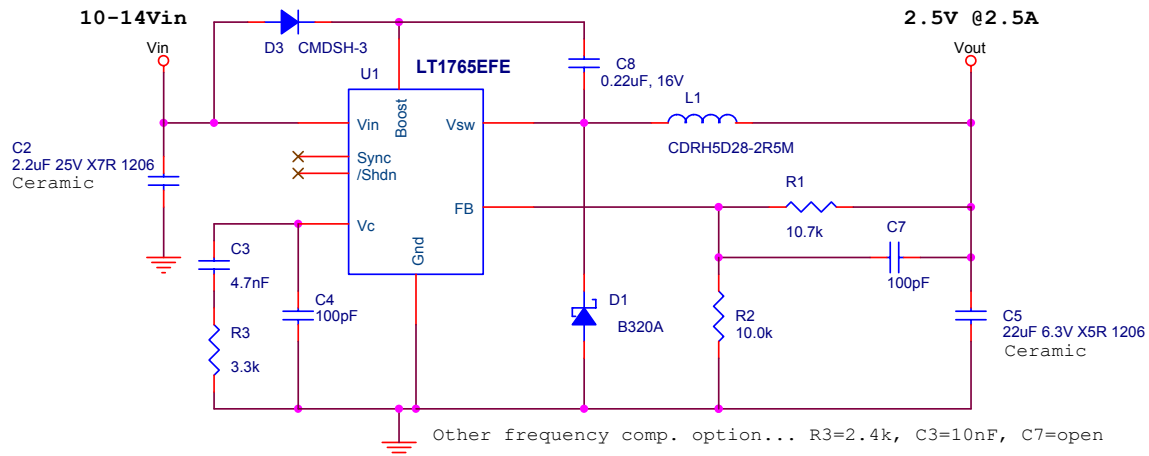 10-14Vin
2.5V @2.5A
Vin
D3 CMDSH-3
Vout
U1
LT1765EFE
C8
0.22uF, 16V
L1
CDRH5D28-2R5M
Vin
Boost
Vsw
Sync
/Shdn
FB
Vc
Gnd
C2
2.2uF 25V X7R 1206
Ceramic
R1
10.7k
C7
100pF
C3
4.7nF
C4
100pF
R3
3.3k
D1
B320A
R2
10.0k
C5
22uF 6.3V X5R 1206
Ceramic
Other frequency comp. option... R3=2.4k, C3=10nF, C7=open